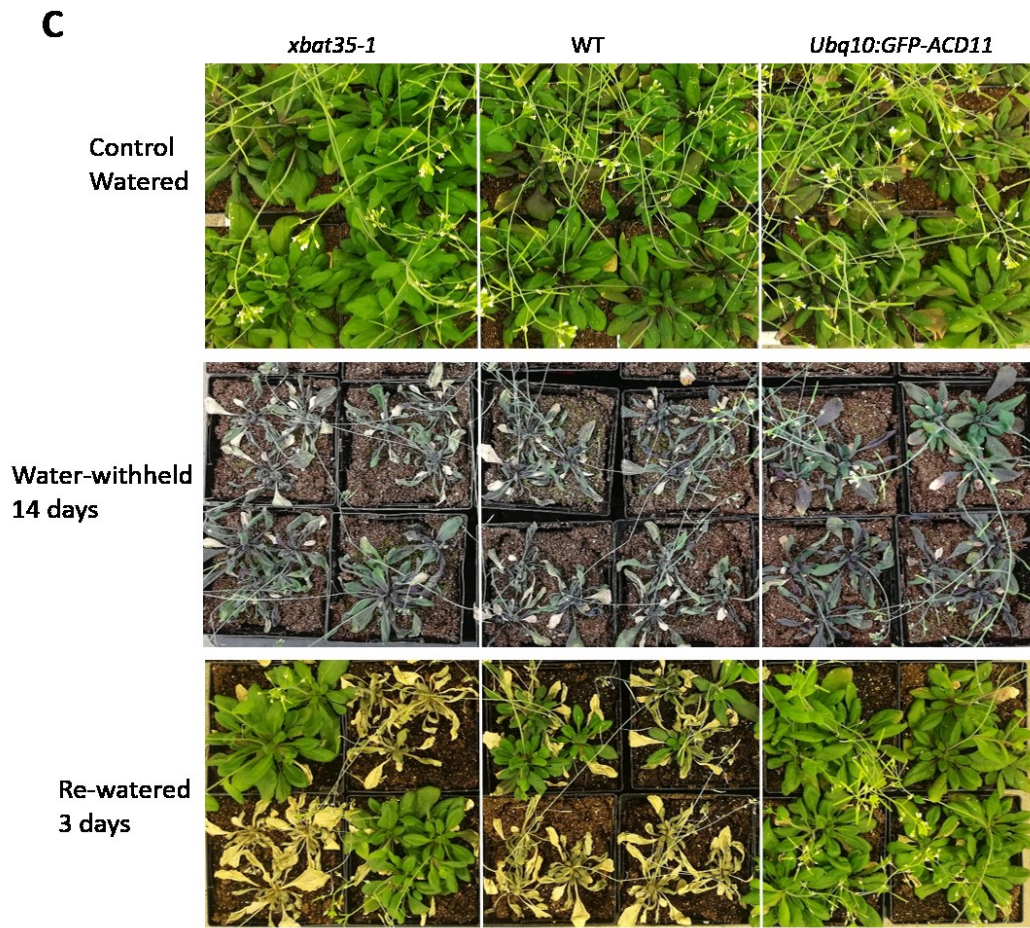 C
xbat35-1 WT Ubq10:GFP-ACD11
Control
Watered
Water-withheld
14 days
Re-watered
3 days